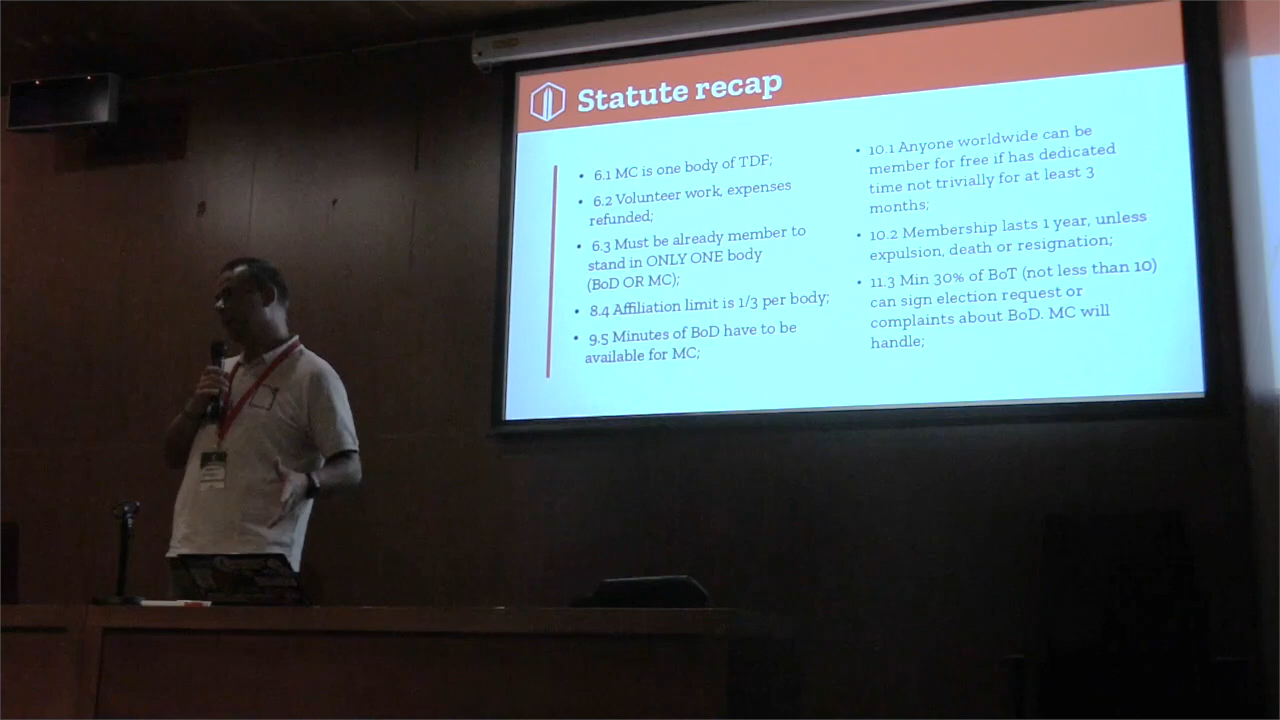 Statute recap
• 6.1 MC is one body of TDF;
• 6.2 Volunteer work, expenses
refunded;
• 6.3 Must be already member to
stand in ONLY ONE body
(BoD OR MC);
• 8.4 Affiliation limit is 1/3 per body;
• 9.5 Minutes of BoD have to be
available for MC;
• 10.1 Anyone worldwide can be
member for free if has dedicated
time not trivially for at least 3
months;
• 10.2 Membership lasts 1 year, unless
expulsion, death or resignation;
• 11.3 Min 30% of BoT (not less than 10)
can sign election request or
complaints about BoD. MC will
handle;